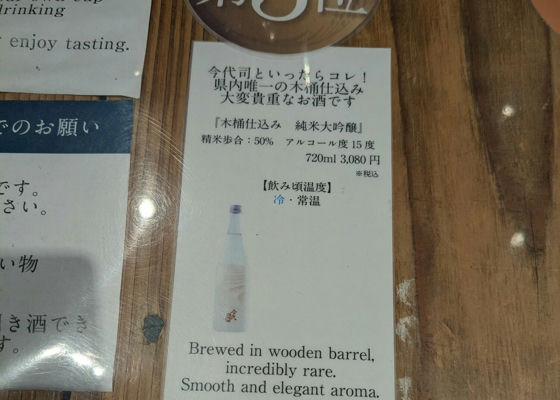 drinking
enjoy tasting.
でのお願い
です。
さい。
い物
き酒でき
す。
第3位
今代司といったらコレ！
県内唯一の木桶仕込み
大変貴重なお酒です
『木桶仕込み 純米大吟醸』
精米歩合：50% アルコール度15度
720ml 3,080円
※税込
【飲み頃温度】
冷・常温
Brewed in wooden barrel,
incredibly rare.
Smooth and elegant aroma.